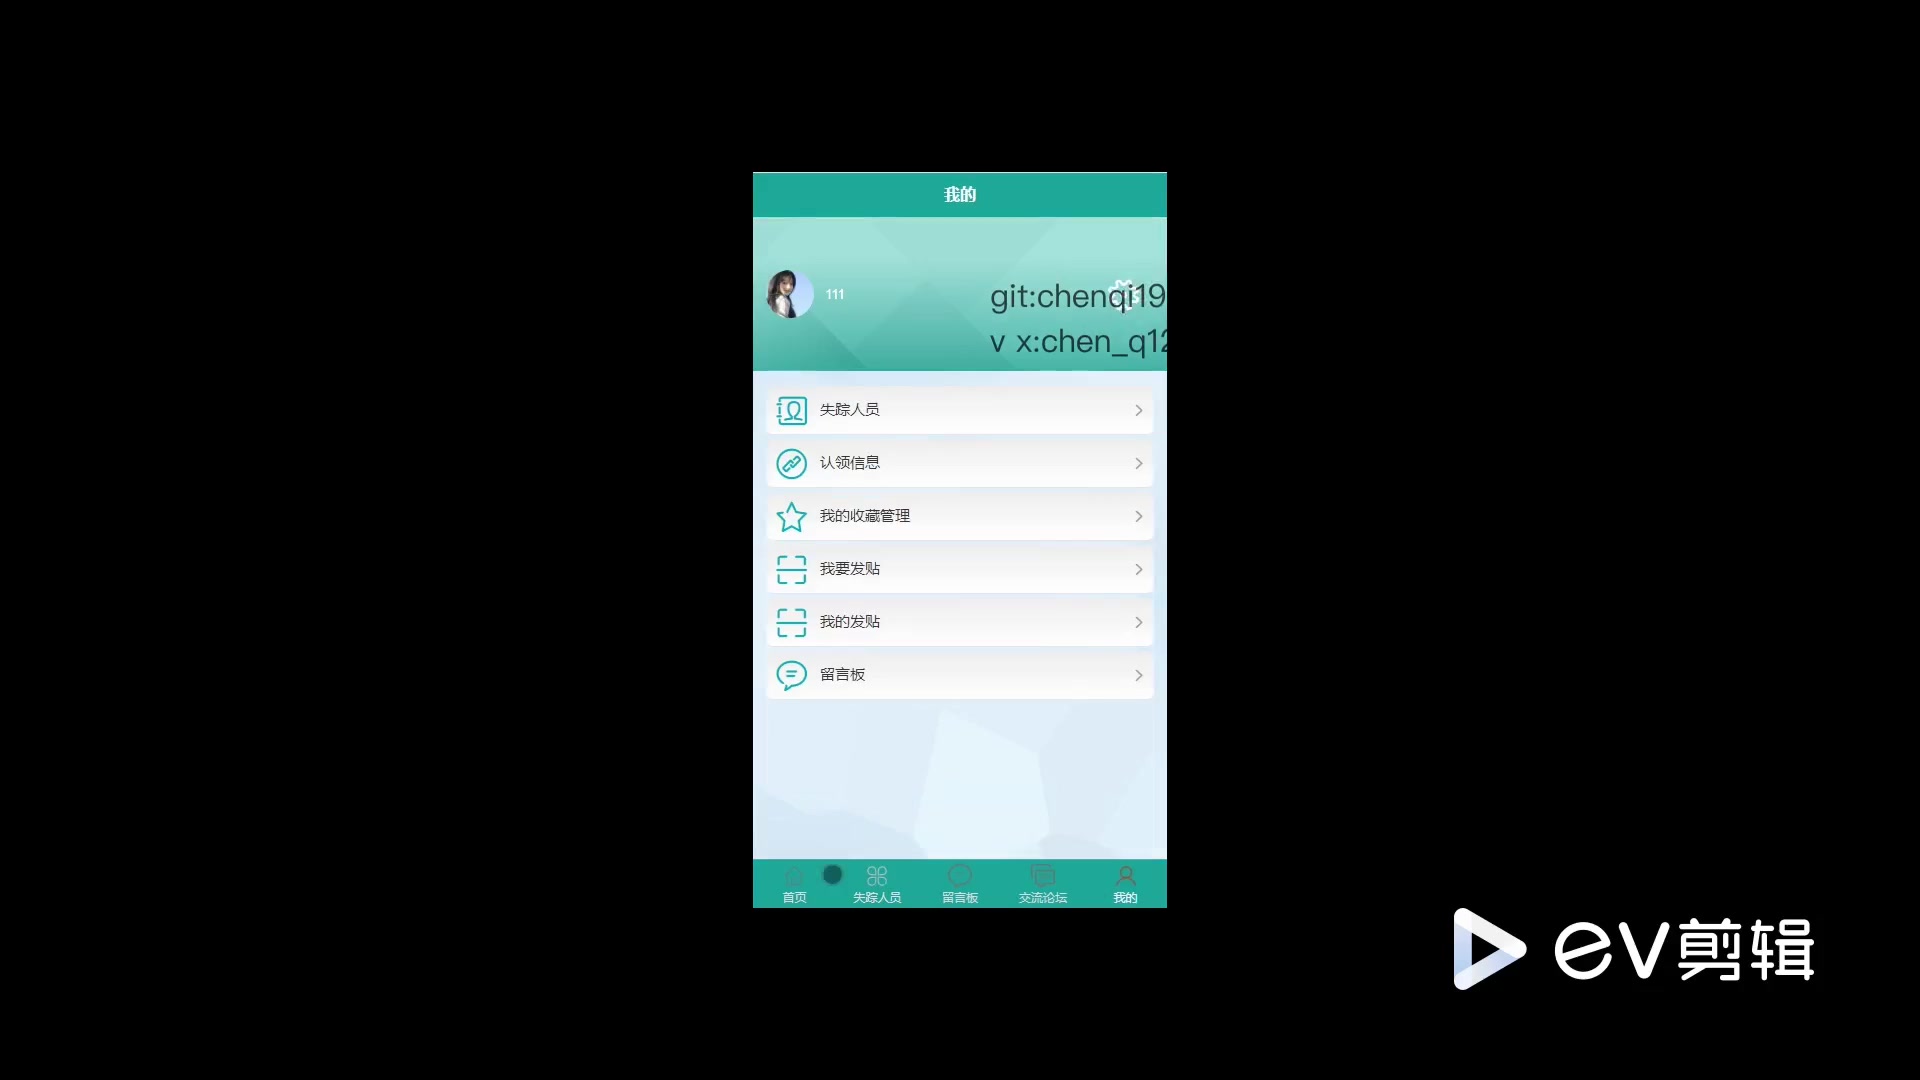 我的
111
git:chenqi19
v x:chen_q12
失踪人员
认领信息
我的收藏管理
我要发贴
我的发贴
留言板
首页
失踪人员
留言板
交流论坛
我的
ev剪辑